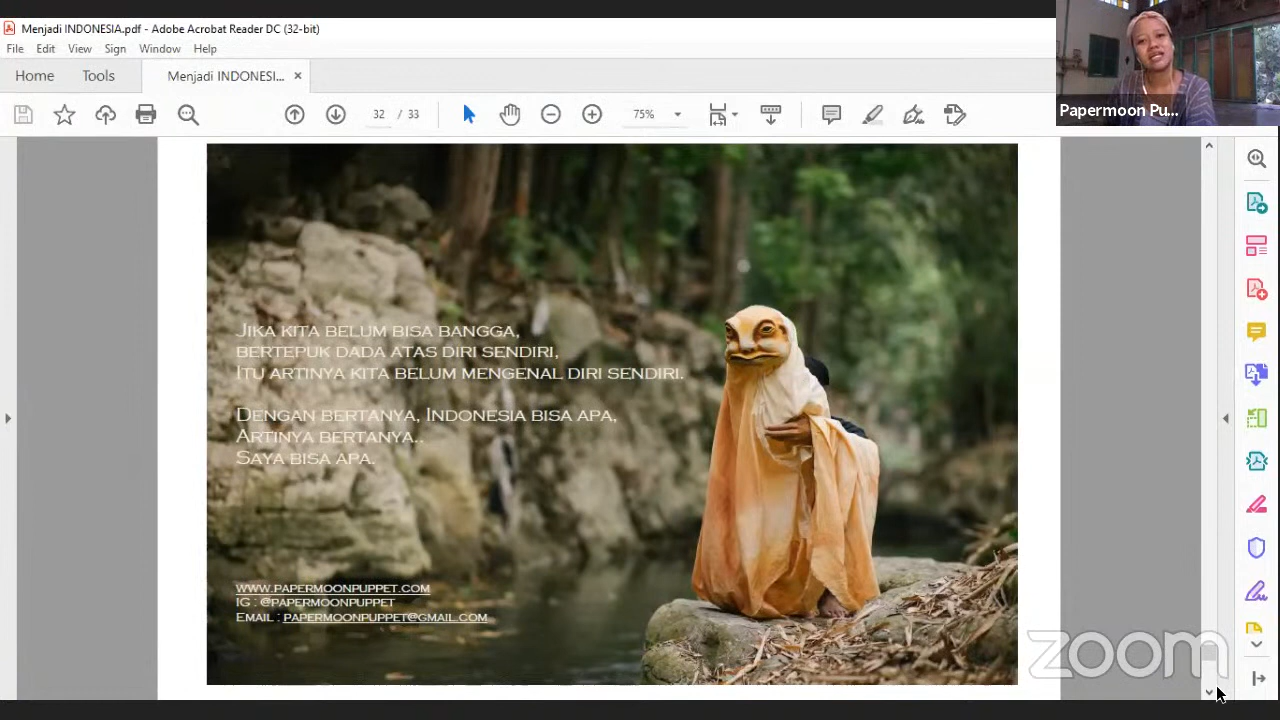 Menjadi INDONESIA.pdf - Adobe Acrobat Reader DC (32-bit)
File Edit View Sign Window Help
Home Tools Menjadi INDONESI... ×
32 / 33 75%
Papermoon Pu...
JIKA KITA BELUM BISA BANGGA,
BERTEPUK DADA ATAS DIRI SENDIRI,
ITU ARTINYA KITA BELUM MENGENAL DIRI SENDIRI.
DENGAN BERTANYA, INDONESIA BISA APA,
ARTINYA BERTANYA..
SAYA BISA APA.
WWW.PAPERMOONPUPPET.COM
IG : @PAPERMOONPUPPET
EMAIL : PAPERMOONPUPPET@GMAIL.COM
zoom